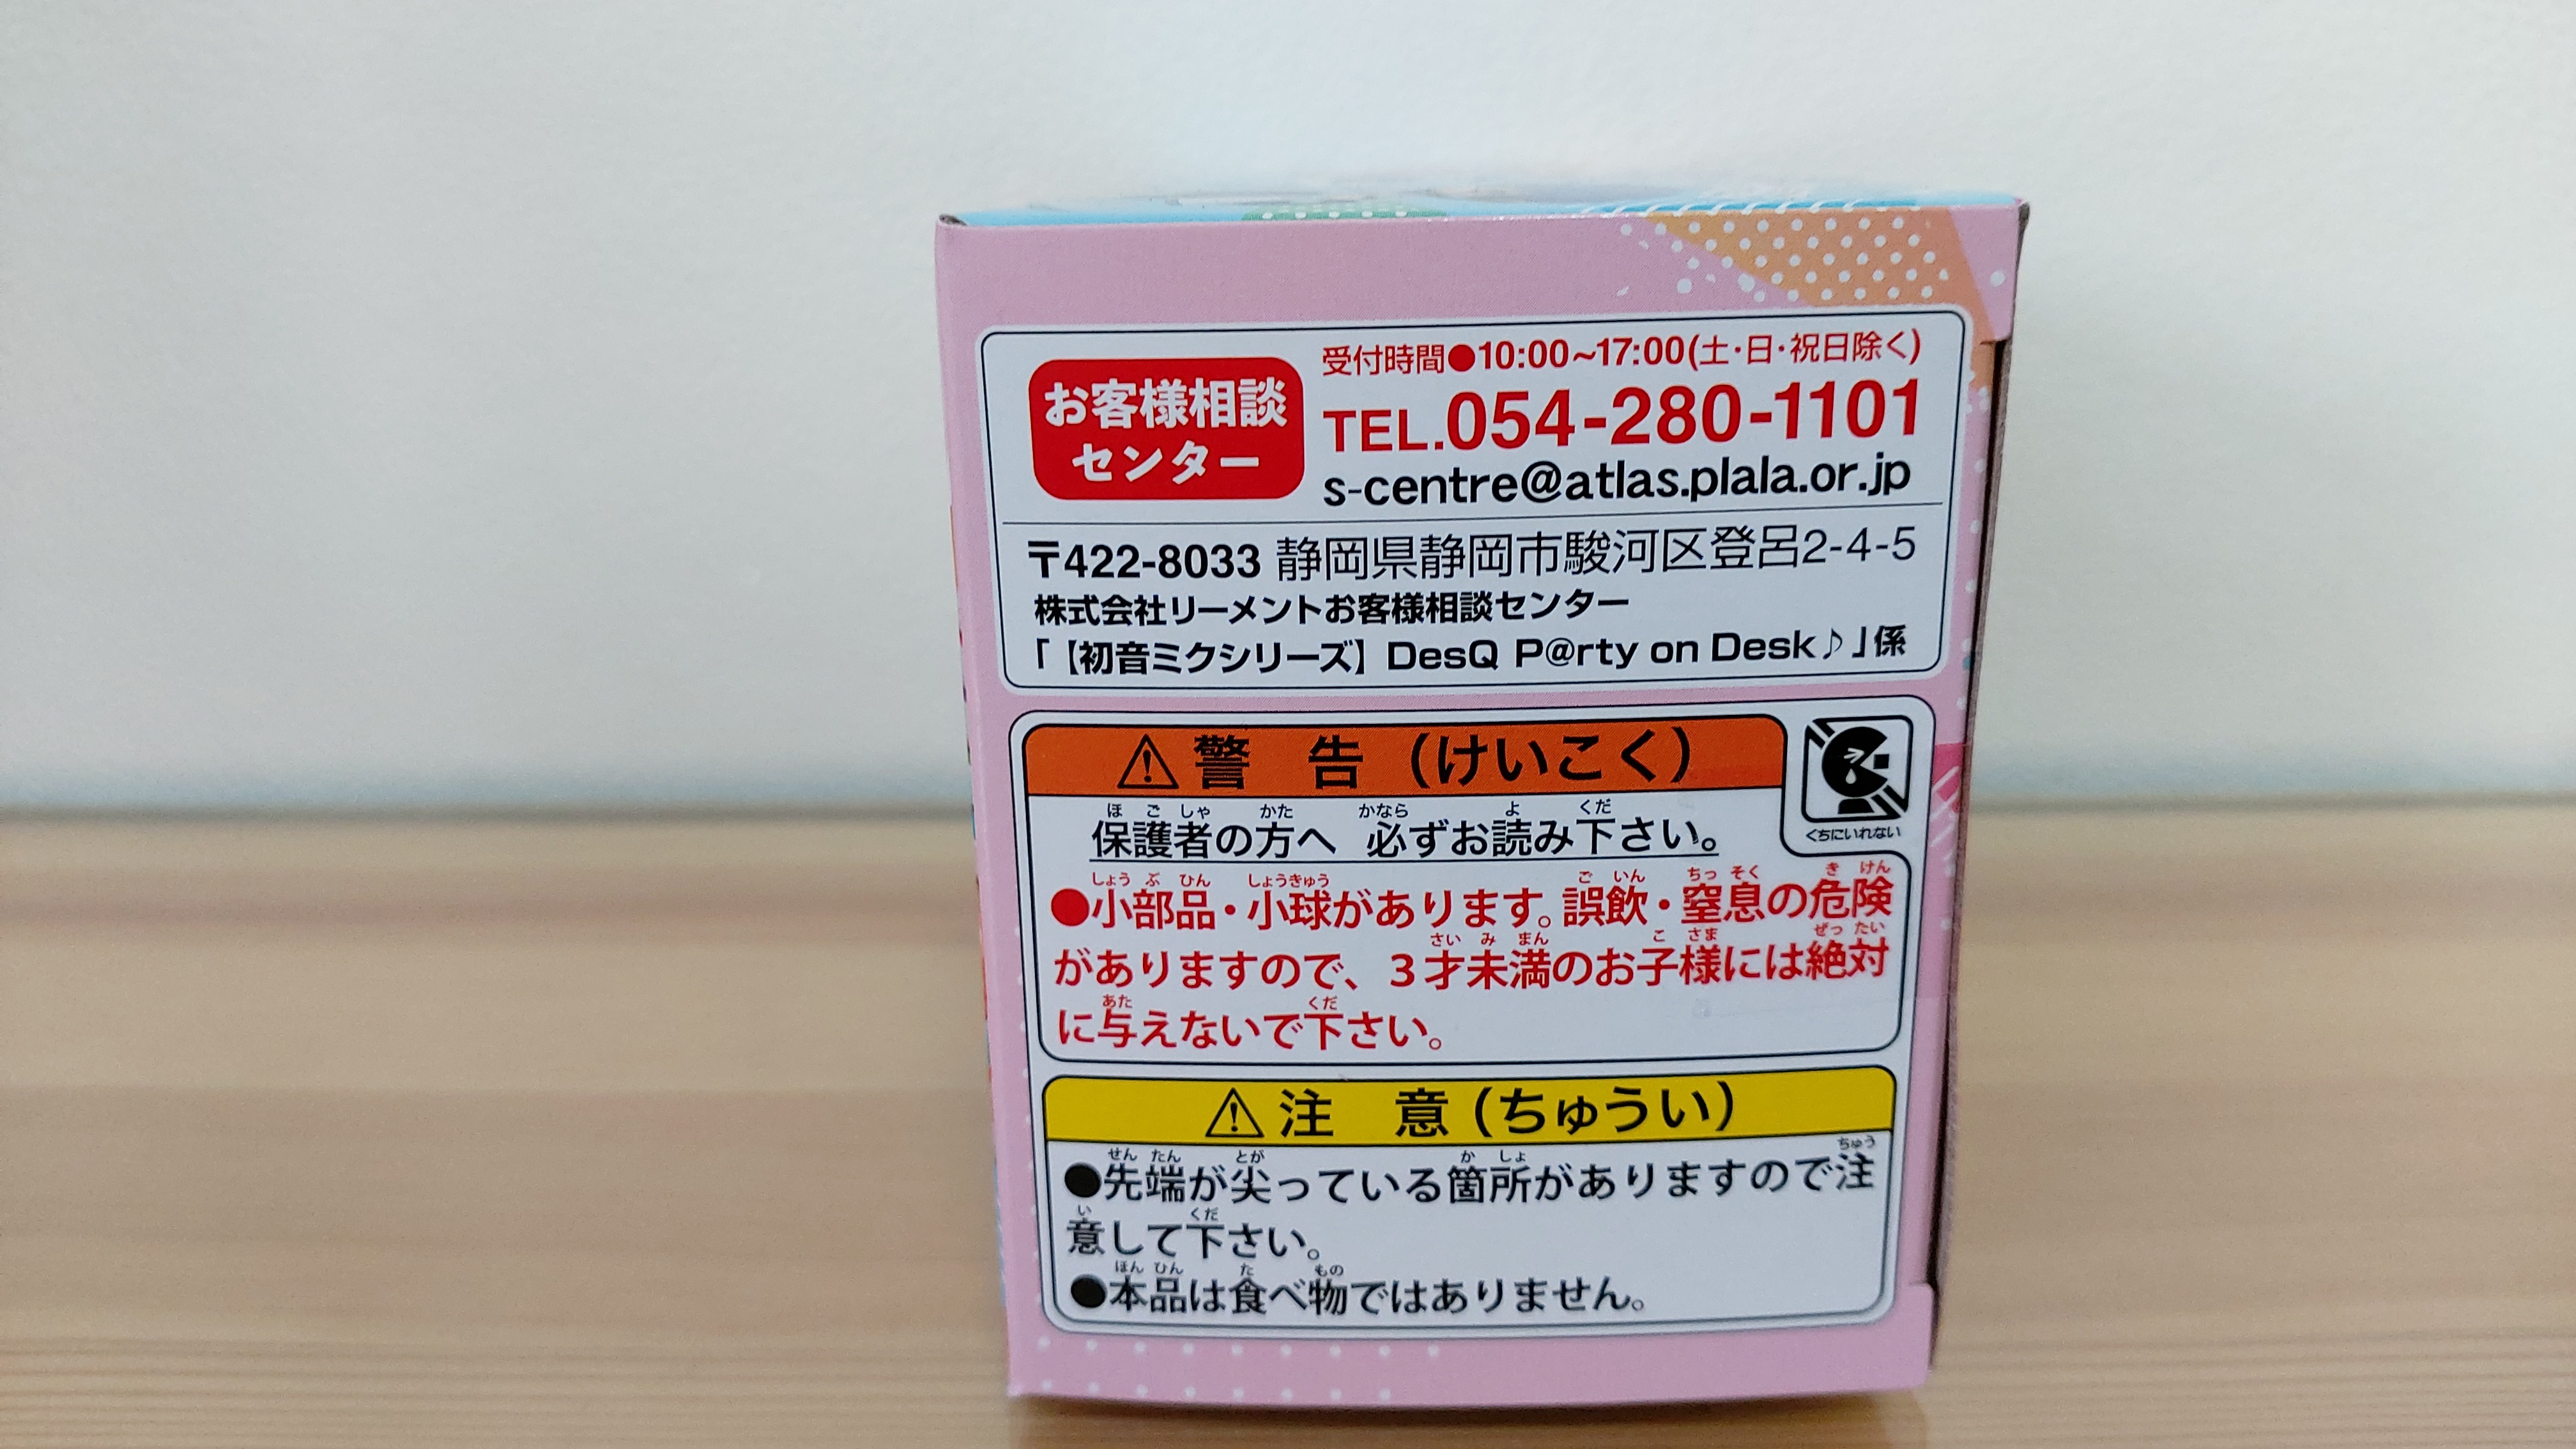 お客様相談
センター
受付時間●10:00~17:00(土・日・祝日除く)
TEL.054-280-1101
s-centre@atlas.plala.or.jp
〒422-8033 静岡県静岡市駿河区登呂2-4-5
株式会社リーメントお客様相談センター
「【初音ミクシリーズ】DesQ P@rty on Desk♪」係
⚠警 告(けいこく)
くちにいれない
ほ ご しゃ かた かなら よ くだ
保護者の方へ 必ずお読み下さい。
しょう ぶ ひん しょうきゅう ご いん ちっ そく き けん
●小部品・小球があります。誤飲・窒息の危険
さい み まん こ さま ぜっ たい
がありますので、3才未満のお子様には絶対
あた くだ
に与えないで下さい。
⚠注 意(ちゅうい)
せん たん とが か しょ ちゅう
●先端が尖っている箇所がありますので注
い くだ
意して下さい。
ほん ひん た もの
●本品は食べ物ではありません。